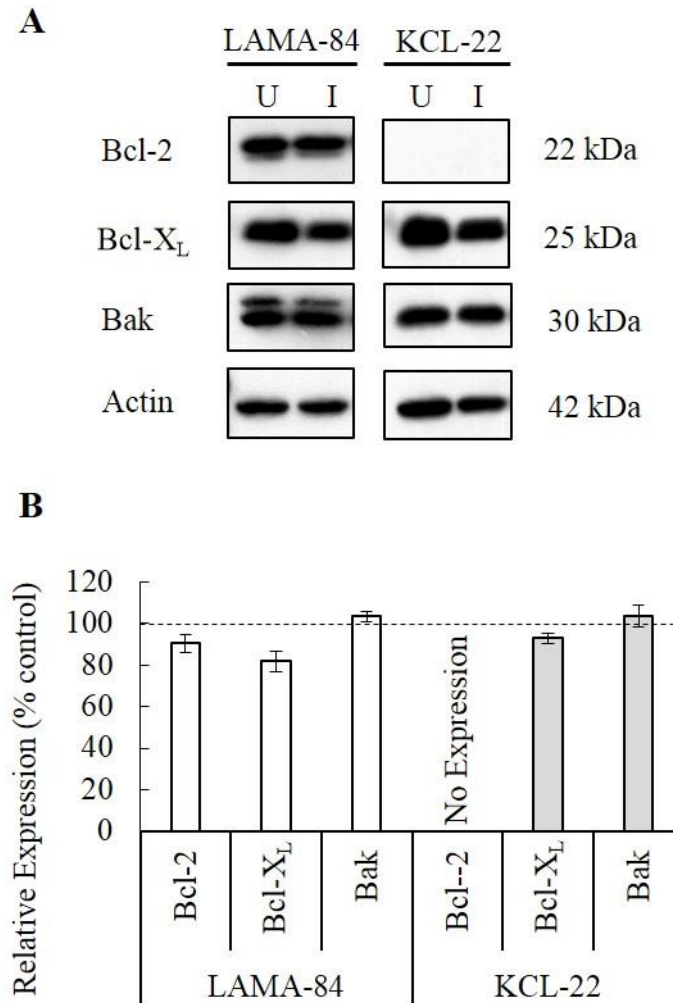 A
LAMA-84 KCL-22
U I U I
Bcl-2 22 kDa
Bcl-XL 25 kDa
Bak 30 kDa
Actin 42 kDa
B
Relative Expression (% control)
120
100
80
60
40
20
0
No Expression
Bcl-2 Bcl-XL Bak Bcl--2 Bcl-XL Bak
LAMA-84 KCL-22